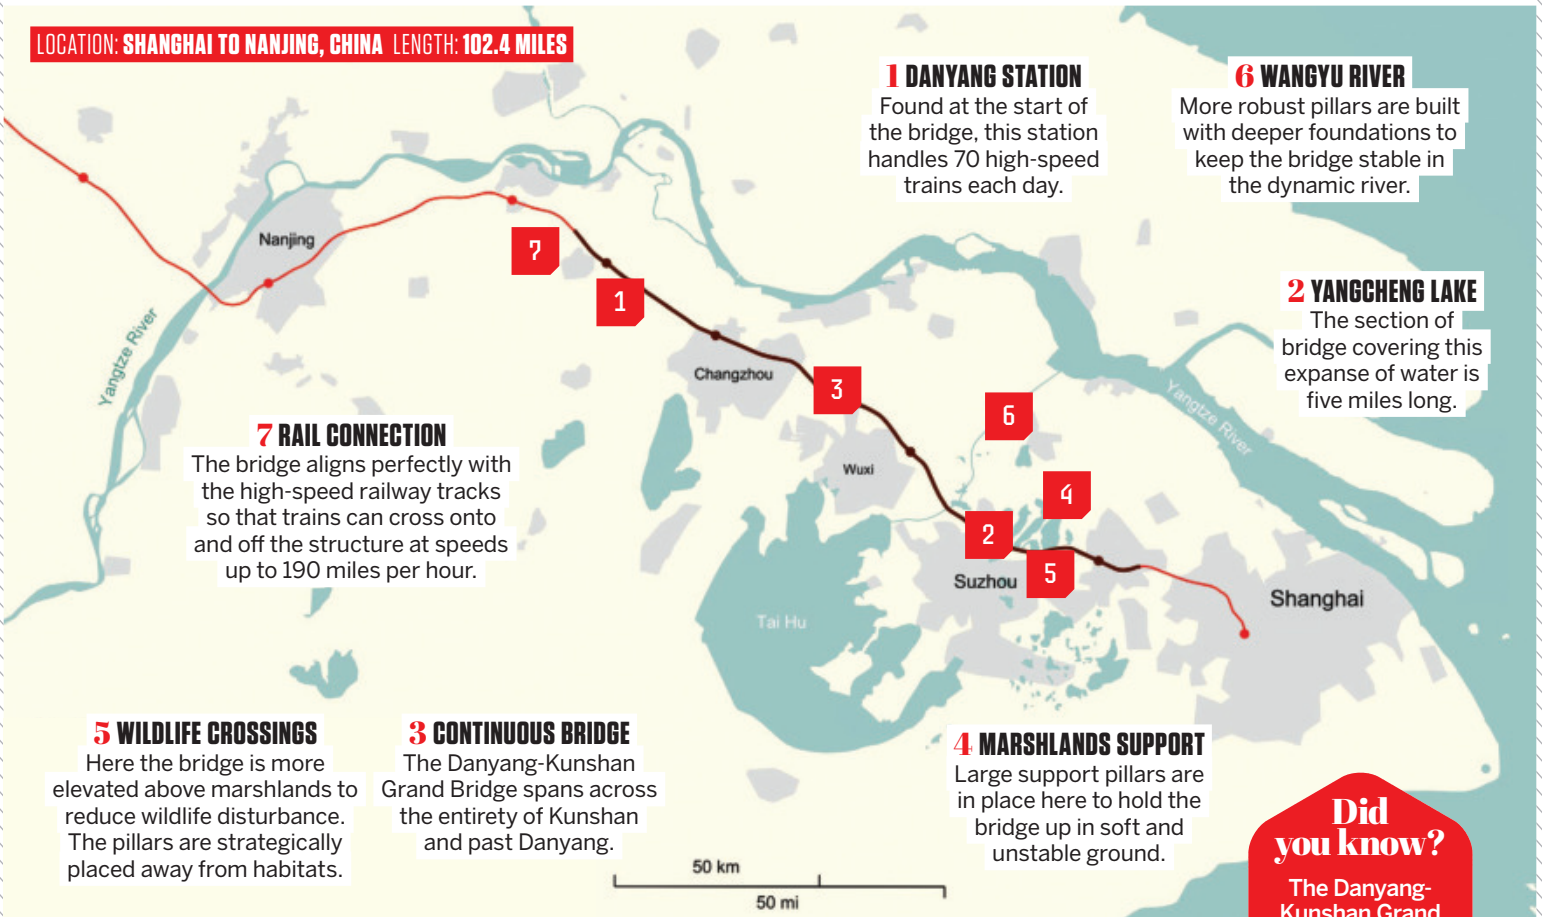 LOCATION: SHANGHAI TO NANJING, CHINA LENGTH: 102.4 MILES
1 DANYANG STATION
Found at the start of
the bridge, this station
handles 70 high-speed
trains each day.
6 WANGYU RIVER
More robust pillars are built
with deeper foundations to
keep the bridge stable in
the dynamic river.
2 YANGCHENG LAKE
The section of
bridge covering this
expanse of water is
five miles long.
Nanjing
7
1
Yangtze River
Changzhou
3
6
Yangtze River
7 RAIL CONNECTION
The bridge aligns perfectly with
the high-speed railway tracks
so that trains can cross onto
and off the structure at speeds
up to 190 miles per hour.
Wuxi
4
2
5
Suzhou
Shanghai
Tai Hu
5 WILDLIFE CROSSINGS
Here the bridge is more
elevated above marshlands to
reduce wildlife disturbance.
The pillars are strategically
placed away from habitats.
3 CONTINUOUS BRIDGE
The Danyang-Kunshan
Grand Bridge spans across
the entirety of Kunshan
and past Danyang.
4 MARSHLANDS SUPPORT
Large support pillars are
in place here to hold the
bridge up in soft and
unstable ground.
50 km
50 mi
Did
you know?
The Danyang-
Kunshan Grand